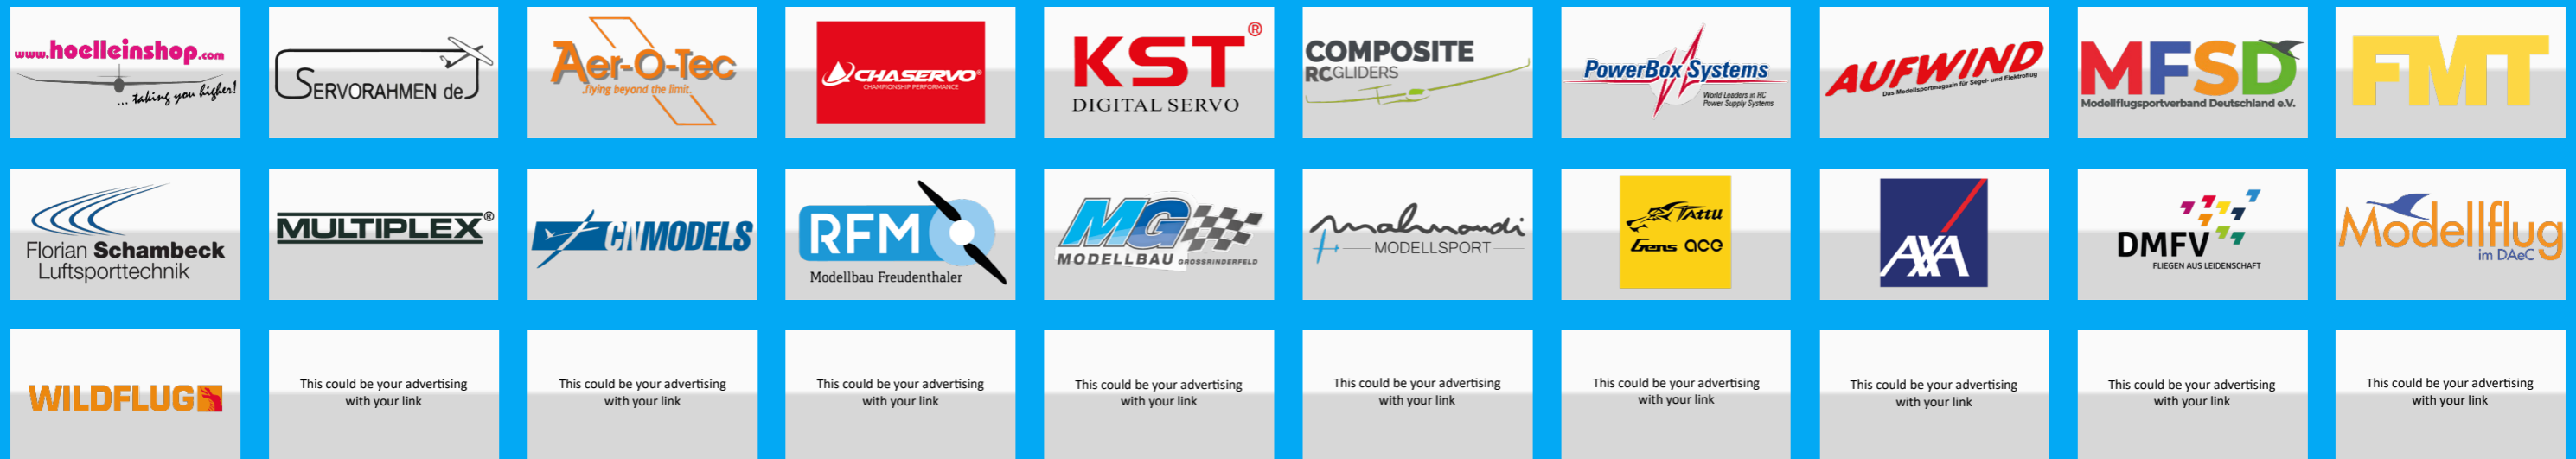 www.hoelleinshop.com
... taking you higher!
SERVORAHMEN de
Aer-O-Tec
.flying beyond the limit.
CHASERVO®
CHAMPIONSHIP PERFORMANCE
KST®
DIGITAL SERVO
COMPOSITE
RCGLIDERS
PowerBox Systems
World Leaders in RC
Power Supply Systems
AUFWIND
Das Modellsportmagazin für Segel- und Elektroflug
MFSD
Modellflugsportverband Deutschland e.V.
FMT
Florian Schambeck
Luftsporttechnik
MULTIPLEX®
CNMODELS
RFM
Modellbau Freudenthaler
MG
MODELLBAU GROSSRINDERFELD
mahmoudi
MODELLSPORT
TATTU
Gens ace
AXA
DMFV
FLIEGEN AUS LEIDENSCHAFT
Modellflug
im DAeC
WILDFLUG
This could be your advertising
with your link
This could be your advertising
with your link
This could be your advertising
with your link
This could be your advertising
with your link
This could be your advertising
with your link
This could be your advertising
with your link
This could be your advertising
with your link
This could be your advertising
with your link
This could be your advertising
with your link